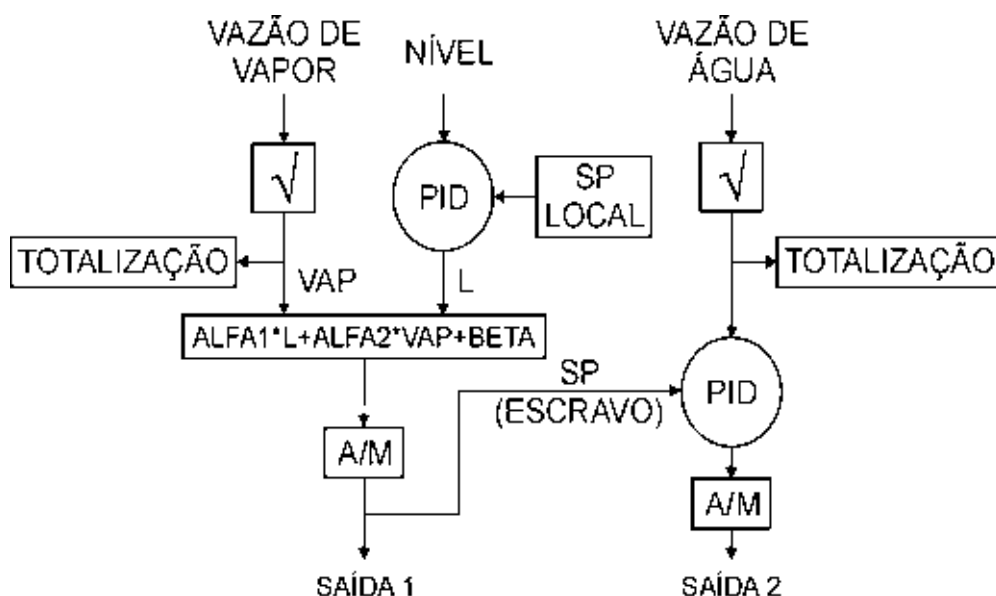 VAZÃO DE
VAPOR
NÍVEL
VAZÃO DE
ÁGUA
√
PID
SP
LOCAL
√
TOTALIZAÇÃO
VAP
L
TOTALIZAÇÃO
ALFA1*L+ALFA2*VAP+BETA
SP
(ESCRAVO)
PID
A/M
A/M
SAÍDA 1
SAÍDA 2